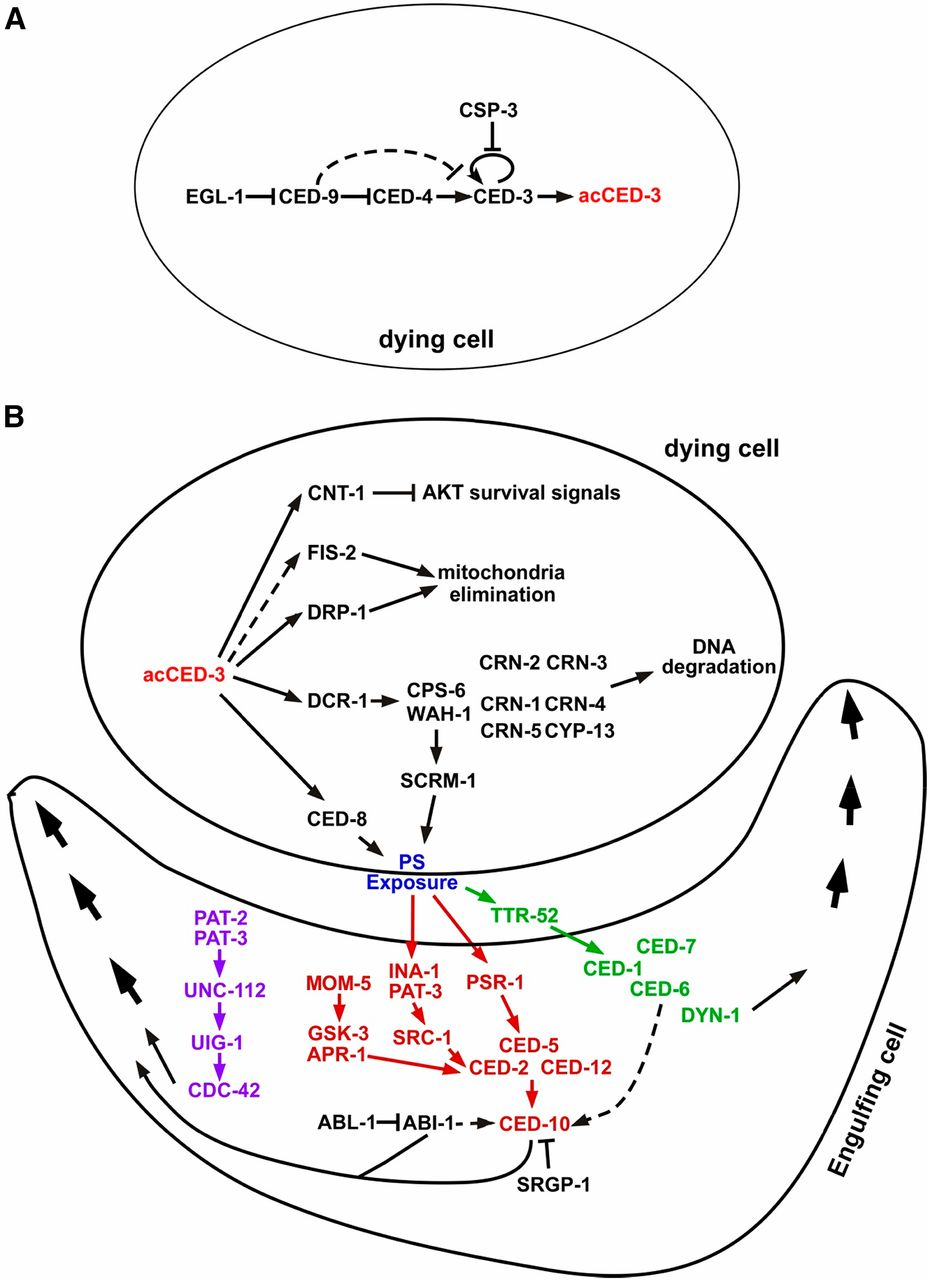 A
CSP-3
EGL-1 CED-9 CED-4 CED-3 acCED-3
dying cell
B
dying cell
CNT-1 AKT survival signals
FIS-2
mitochondria
elimination
DRP-1
acCED-3
DCR-1
CPS-6
WAH-1
CRN-2 CRN-3
CRN-1 CRN-4
CRN-5 CYP-13
DNA
degradation
SCRM-1
CED-8
PS
Exposure
TTR-52
CED-7
CED-1
CED-6
DYN-1
PAT-2
PAT-3
UNC-112
UIG-1
CDC-42
MOM-5
GSK-3
APR-1
INA-1
PAT-3
SRC-1
PSR-1
CED-5
CED-2 CED-12
ABL-1 ABI-1 CED-10
SRGP-1
Engulfing cell